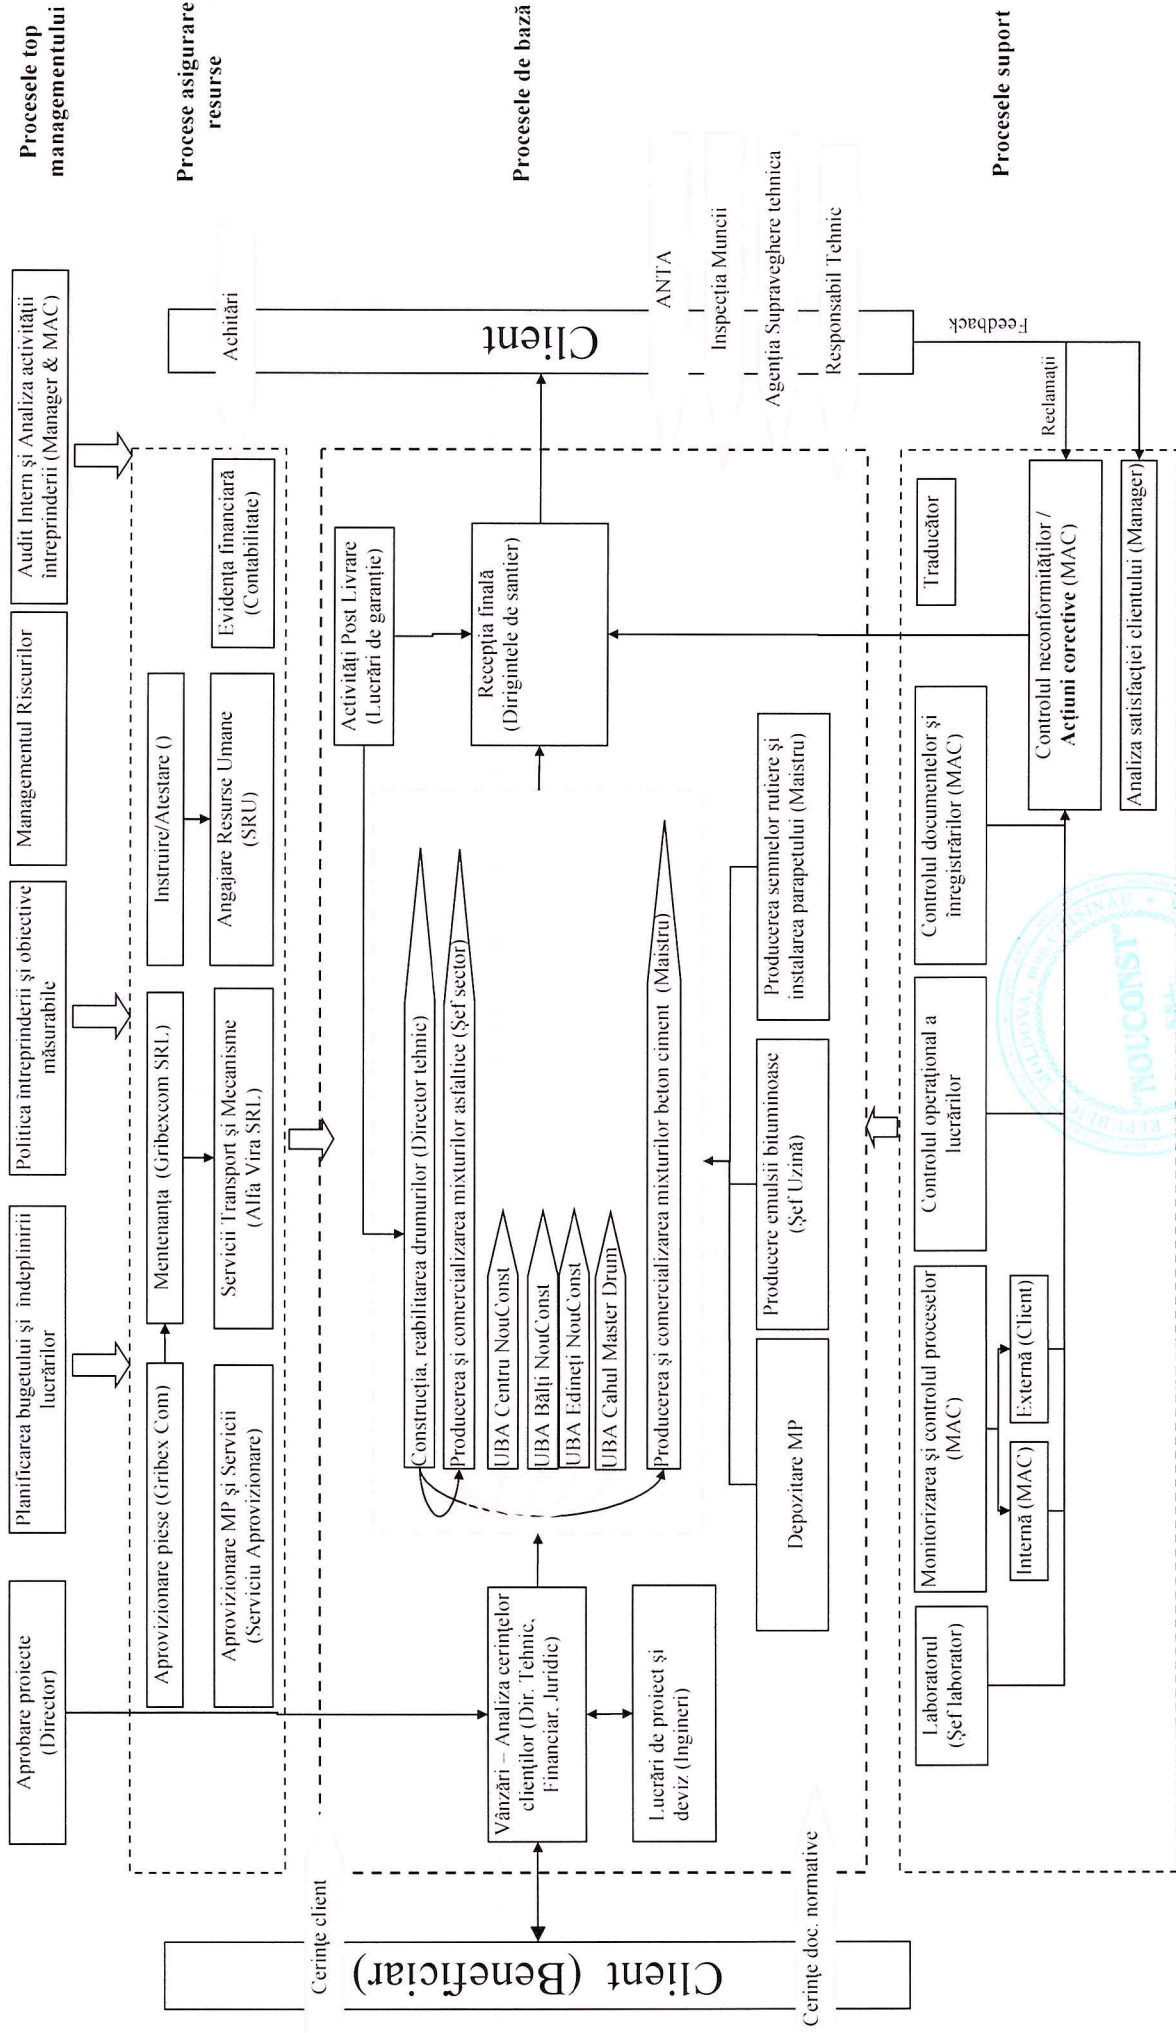 Aprobare proiecte
(Director)
Planificarea bugetului și îndeplinirii
lucrărilor
Politica întreprinderii și obiective
măsurabile
Managementul Riscurilor
Audit Intern și Analiza activității
întreprinderii (Manager & MAC)
Procesele top
managementului
Aprovizionare piese (Gribex Com)
Mentenanța (Gribexcom SRL)
Instruire/Atestare ()
Aprovizionare MP și Servicii
(Serviciu Aprovizionare)
Servicii Transport și Mecanisme
(Alfa Vira SRL)
Angajare Resurse Umane
(SRU)
Evidența financiară
(Contabilitate)
Achitări
Procese asigurare
resurse
Client (Beneficiar)
Cerințe client
Cerințe doc. normative
Vânzări – Analiza cerințelor
clienților (Dir. Tehnic,
Financiar, Juridic)
Lucrări de proiect și
deviz (Ingineri)
Construcția, reabilitarea drumurilor (Director tehnic)
Producerea și comercializarea mixturilor asfaltice (Șef sector)
UBA Centru NouConst
UBA Bălți NouConst
UBA Edineți NouConst
UBA Cahul Master Drum
Producerea și comercializarea mixturilor beton ciment (Maistru)
Depozitare MP
Producere emulsii bituminoase
(Șef Uzină)
Producerea semnelor rutiere și
instalarea parapetului (Maistru)
Activități Post Livrare
(Lucrări de garanție)
Recepția finală
(Dirigintele de santier)
Client
ANTA
Inspecția Muncii
Agenția Supraveghere tehnica
Responsabil Tehnic
Procesele de bază
Laboratorul
(Șef laborator)
Monitorizarea și controlul proceselor
(MAC)
Internă (MAC)
Externă (Client)
Controlul operațional a
lucrărilor
Controlul documentelor și
înregistrărilor (MAC)
Traducător
Controlul neconformităților /
Acțiuni corective (MAC)
Analiza satisfacției clientului (Manager)
Reclamații
Feedback
Procesele suport
REPUBLICA MOLDOVA, 
"NOUCONST"